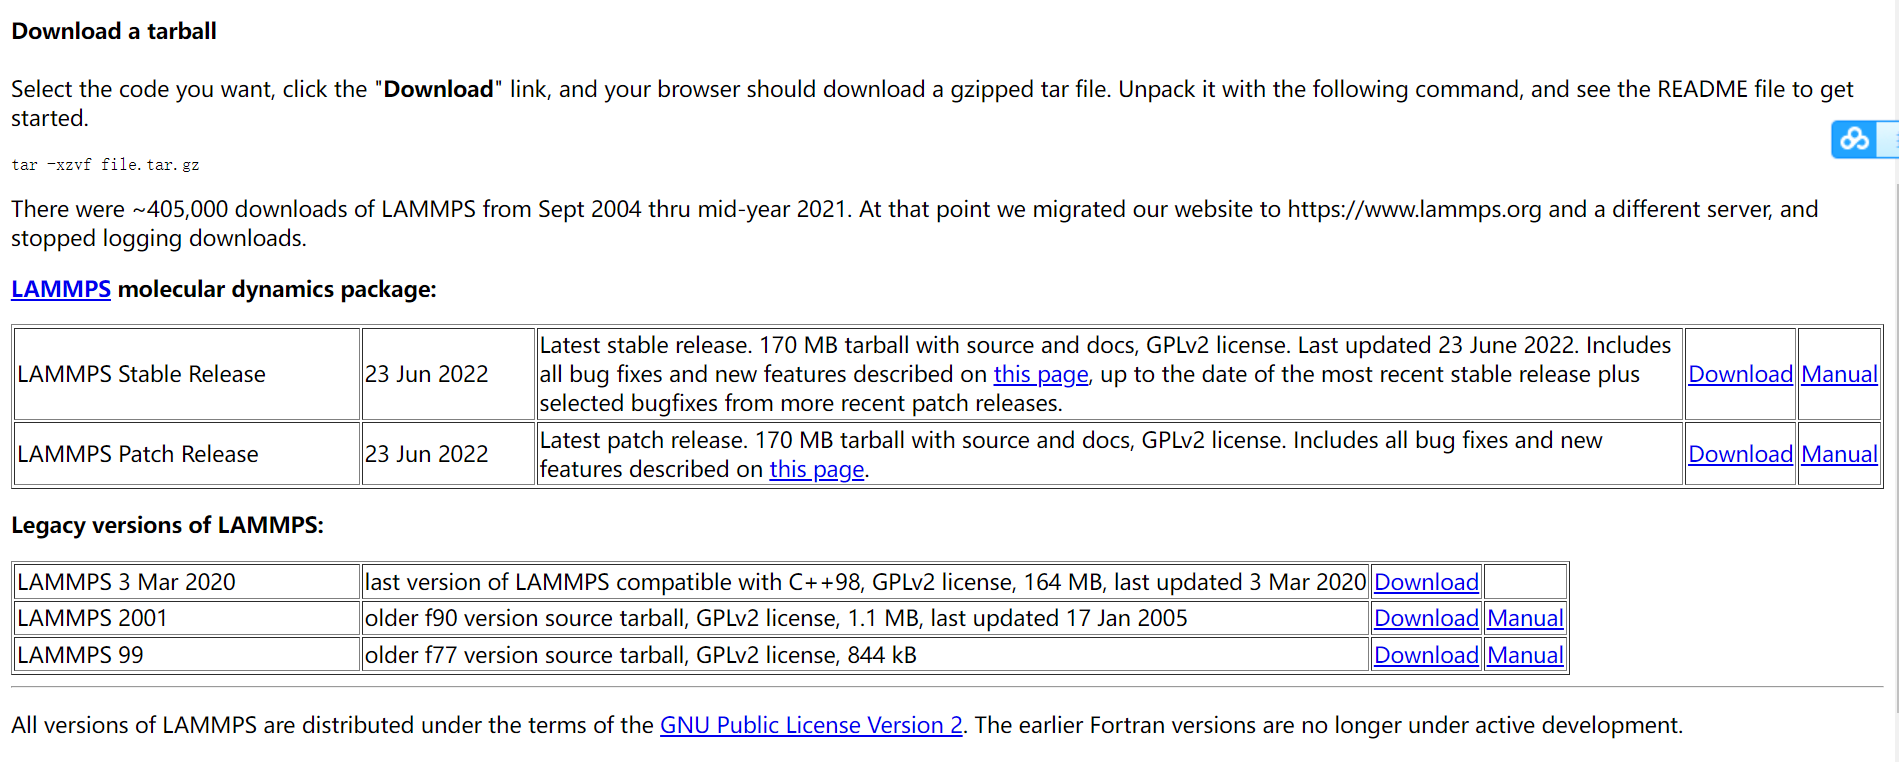 Download a tarball
Select the code you want, click the "Download" link, and your browser should download a gzipped tar file. Unpack it with the following command, and see the README file to get
started.
tar -xzvf file.tar.gz
There were ~405,000 downloads of LAMMPS from Sept 2004 thru mid-year 2021. At that point we migrated our website to https://www.lammps.org and a different server, and
stopped logging downloads.
LAMMPS molecular dynamics package:
LAMMPS Stable Release
23 Jun 2022
Latest stable release. 170 MB tarball with source and docs, GPLv2 license. Last updated 23 June 2022. Includes
all bug fixes and new features described on this page, up to the date of the most recent stable release plus
selected bugfixes from more recent patch releases.
Download
Manual
LAMMPS Patch Release
23 Jun 2022
Latest patch release. 170 MB tarball with source and docs, GPLv2 license. Includes all bug fixes and new
features described on this page.
Download
Manual
Legacy versions of LAMMPS:
LAMMPS 3 Mar 2020
last version of LAMMPS compatible with C++98, GPLv2 license, 164 MB, last updated 3 Mar 2020
Download
LAMMPS 2001
older f90 version source tarball, GPLv2 license, 1.1 MB, last updated 17 Jan 2005
Download
Manual
LAMMPS 99
older f77 version source tarball, GPLv2 license, 844 kB
Download
Manual
All versions of LAMMPS are distributed under the terms of the GNU Public License Version 2. The earlier Fortran versions are no longer under active development.